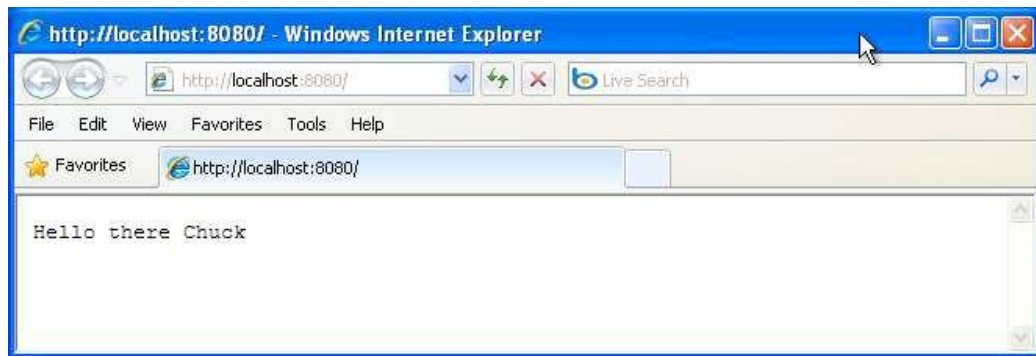 http://localhost:8080/ - Windows Internet Explorer
http://localhost:8080/ Live Search
File Edit View Favorites Tools Help
Favorites http://localhost:8080/
Hello there Chuck